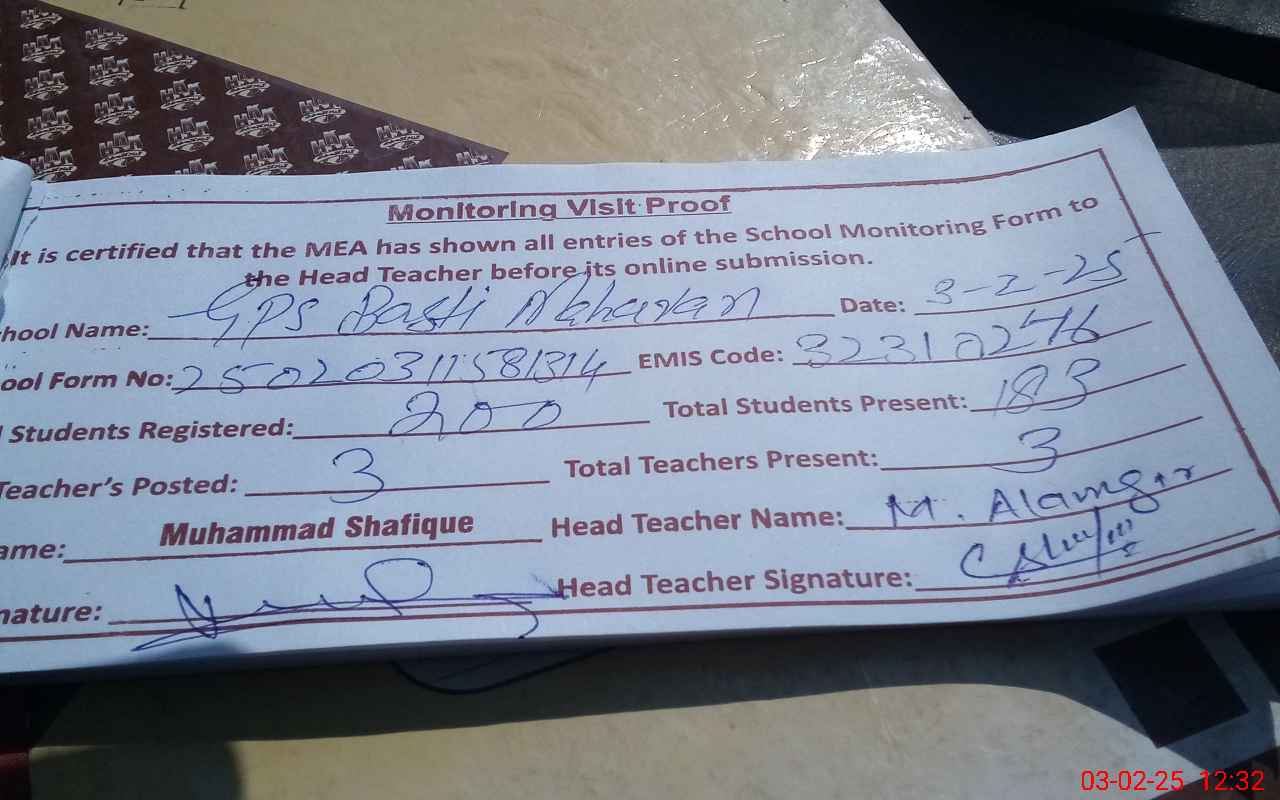 Monitoring Visit Proof
It is certified that the MEA has shown all entries of the School Monitoring Form to
the Head Teacher before its online submission.
hool Name: GPS Basti Maharan Date: 3-2-25
ool Form No: 25020311581314 EMIS Code: 32310276
Students Registered: 200 Total Students Present: 183
Teacher's Posted: 3 Total Teachers Present: 3
ame: Muhammad Shafique Head Teacher Name: M. Alamgir
nature: Head Teacher Signature:
03-02-25 12:32